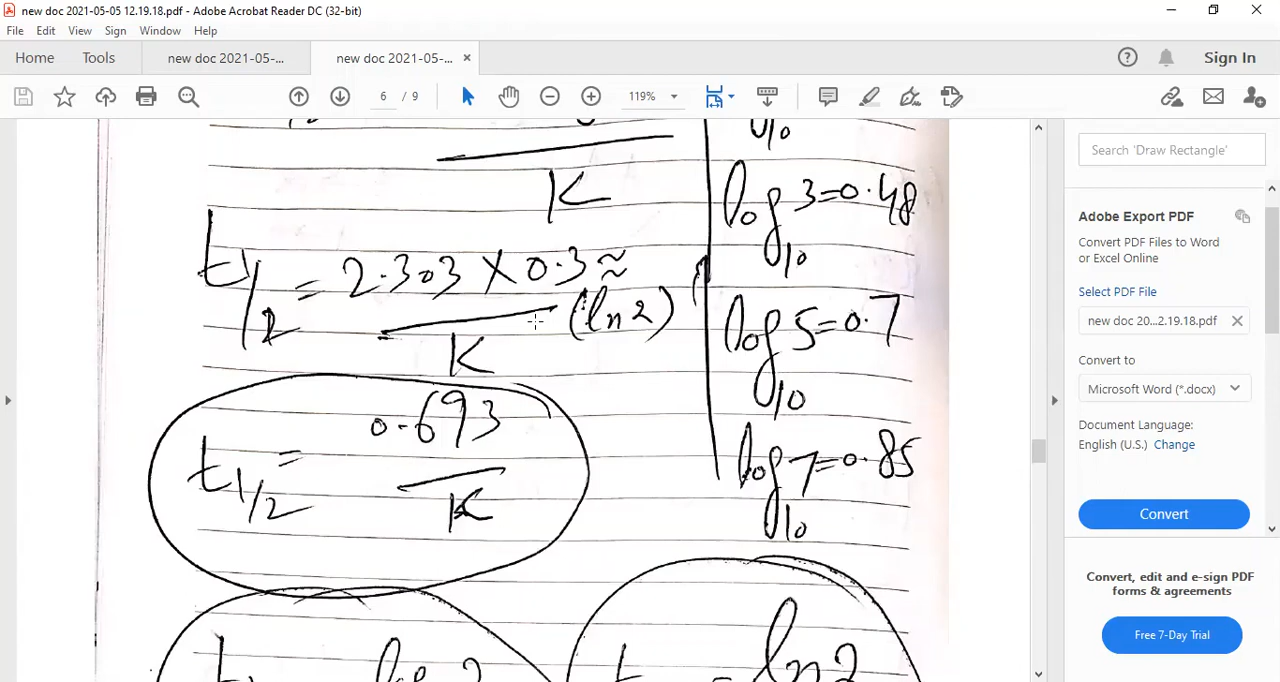 new doc 2021-05-05 12.19.18.pdf - Adobe Acrobat Reader DC (32-bit)
File Edit View Sign Window Help
Home Tools new doc 2021-05-... new doc 2021-05-... ×
Sign In
6 / 9 119%
K
log₁₀ 3=0.48
t1/2 = 2.303 × 0.3 ≈ (ln 2)
K
log₁₀ 5=0.7
t1/2 = 0.693
K
log₁₀ 7=0.85
ln2
Search 'Draw Rectangle'
Adobe Export PDF
Convert PDF Files to Word
or Excel Online
Select PDF File
new doc 20...2.19.18.pdf
Convert to
Microsoft Word (*.docx)
Document Language:
English (U.S.) Change
Convert
Convert, edit and e-sign PDF
forms & agreements
Free 7-Day Trial